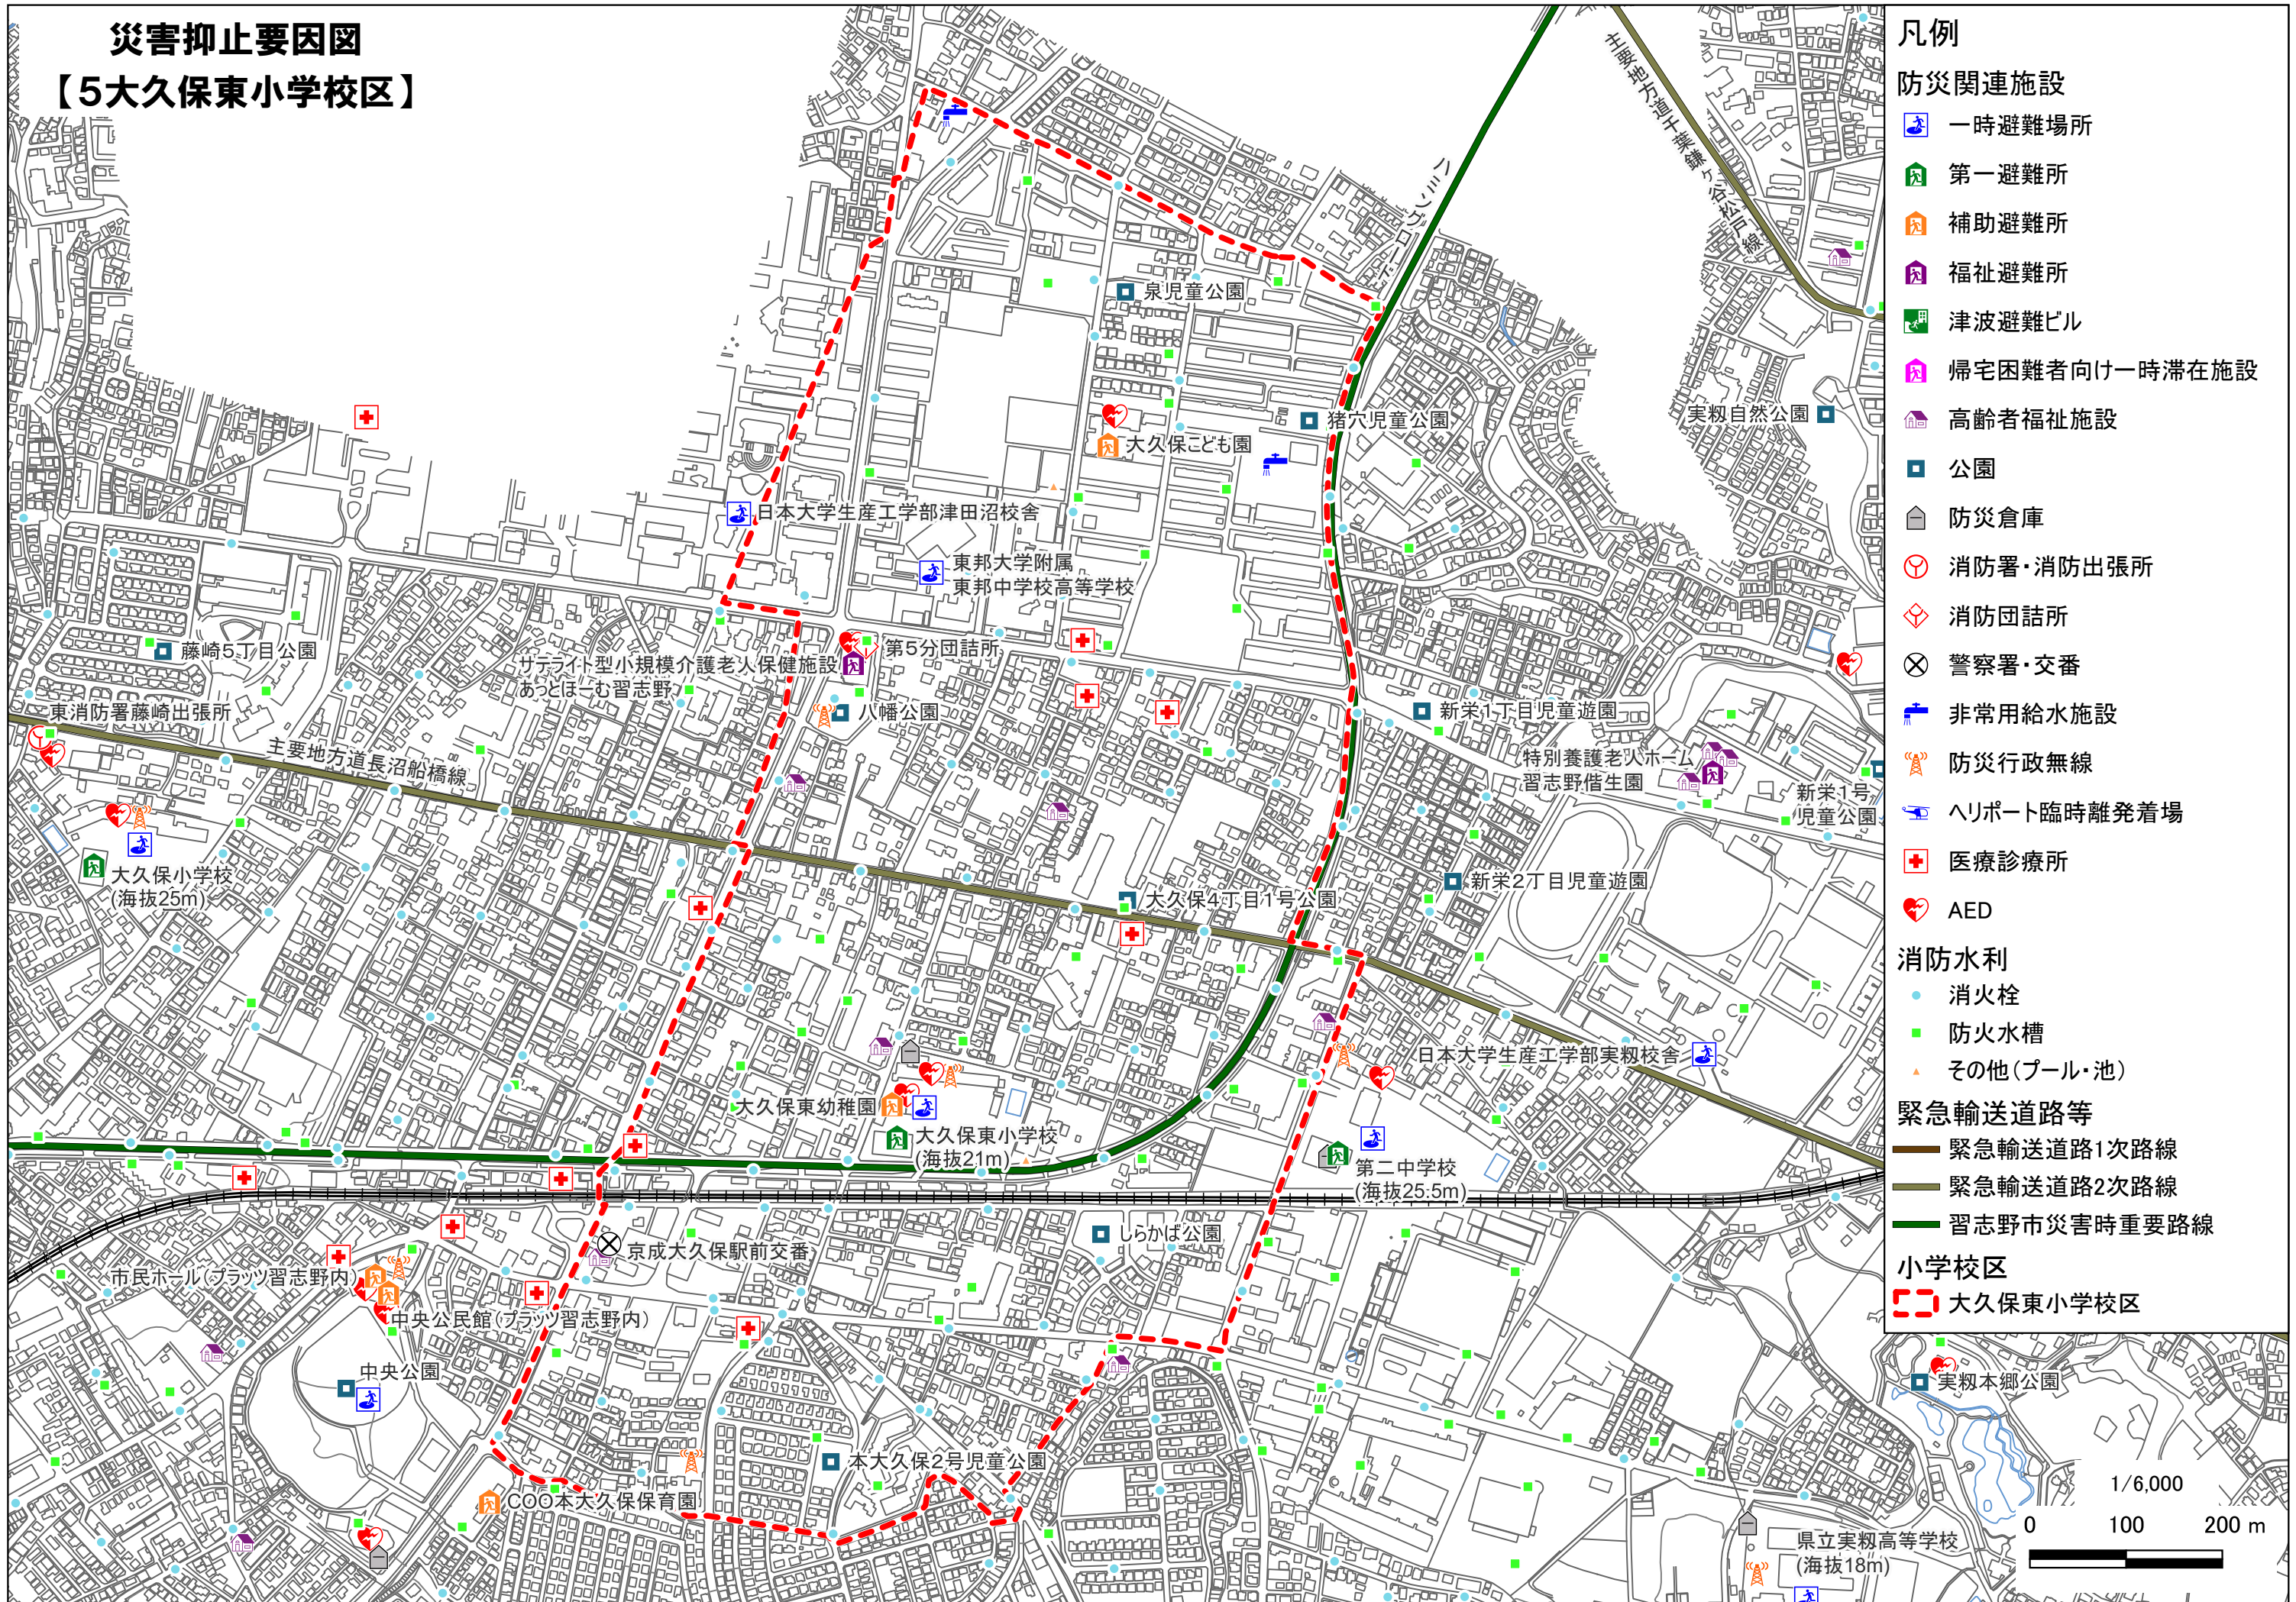 災害抑止要因図
【5大久保東小学校区】
主要地方道千葉鎌ヶ谷松戸線
ハミングロード
泉児童公園
猪穴児童公園
実籾自然公園
大久保こども園
日本大学生産工学部津田沼校舎
東邦大学附属
東邦中学校高等学校
藤崎5丁目公園
第5分団詰所
サテライト型小規模介護老人保健施設
あっとほーむ習志野
東消防署藤崎出張所
八幡公園
新栄1丁目児童遊園
主要地方道長沼船橋線
特別養護老人ホーム
習志野偕生園
新栄1号
児童公園
大久保小学校
(海抜25m)
新栄2丁目児童遊園
大久保4丁目1号公園
日本大学生産工学部実籾校舎
大久保東幼稚園
大久保東小学校
(海抜21m)
第二中学校
(海抜25.5m)
しらかば公園
京成大久保駅前交番
市民ホール(プラッツ習志野内)
中央公民館(プラッツ習志野内)
中央公園
本大久保2号児童公園
COO本大久保保育園
実籾本郷公園
県立実籾高等学校
(海抜18m)
凡例
防災関連施設
一時避難場所
第一避難所
補助避難所
福祉避難所
津波避難ビル
帰宅困難者向け一時滞在施設
高齢者福祉施設
公園
防災倉庫
消防署・消防出張所
消防団詰所
警察署・交番
非常用給水施設
防災行政無線
ヘリポート臨時離発着場
医療診療所
AED
消防水利
消火栓
防火水槽
その他(プール・池)
緊急輸送道路等
緊急輸送道路1次路線
緊急輸送道路2次路線
習志野市災害時重要路線
小学校区
大久保東小学校区
1/6,000
0 100 200 m